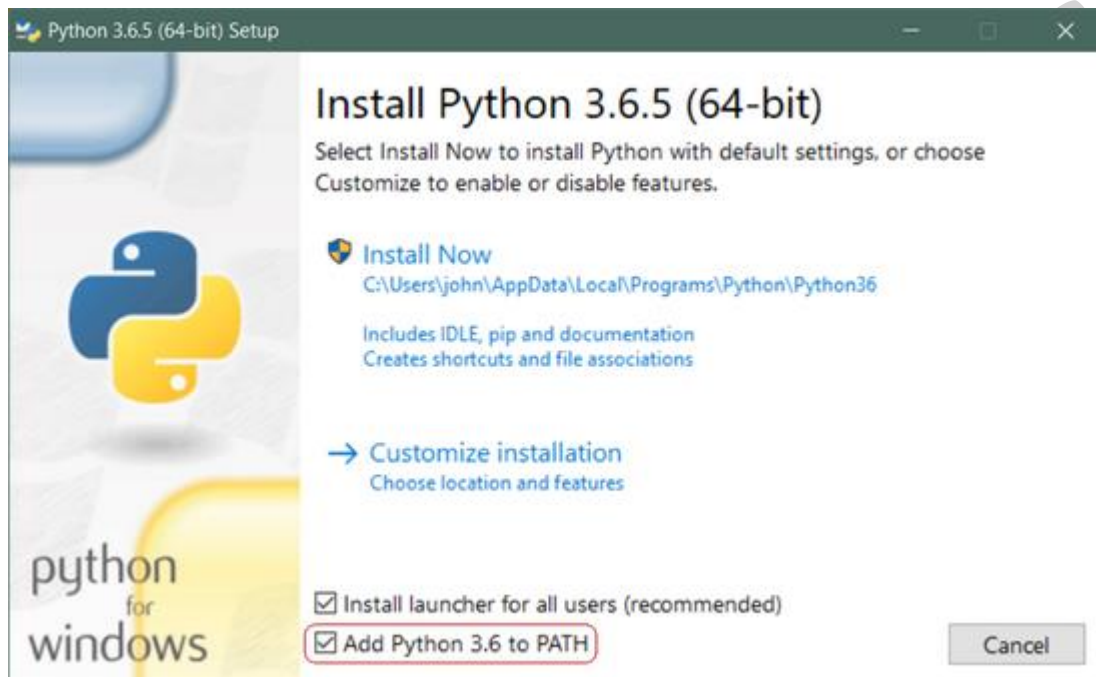 Python 3.6.5 (64-bit) Setup
Install Python 3.6.5 (64-bit)
Select Install Now to install Python with default settings, or choose
Customize to enable or disable features.
Install Now
C:\Users\john\AppData\Local\Programs\Python\Python36
Includes IDLE, pip and documentation
Creates shortcuts and file associations
Customize installation
Choose location and features
python
for
windows
Install launcher for all users (recommended)
Add Python 3.6 to PATH
Cancel